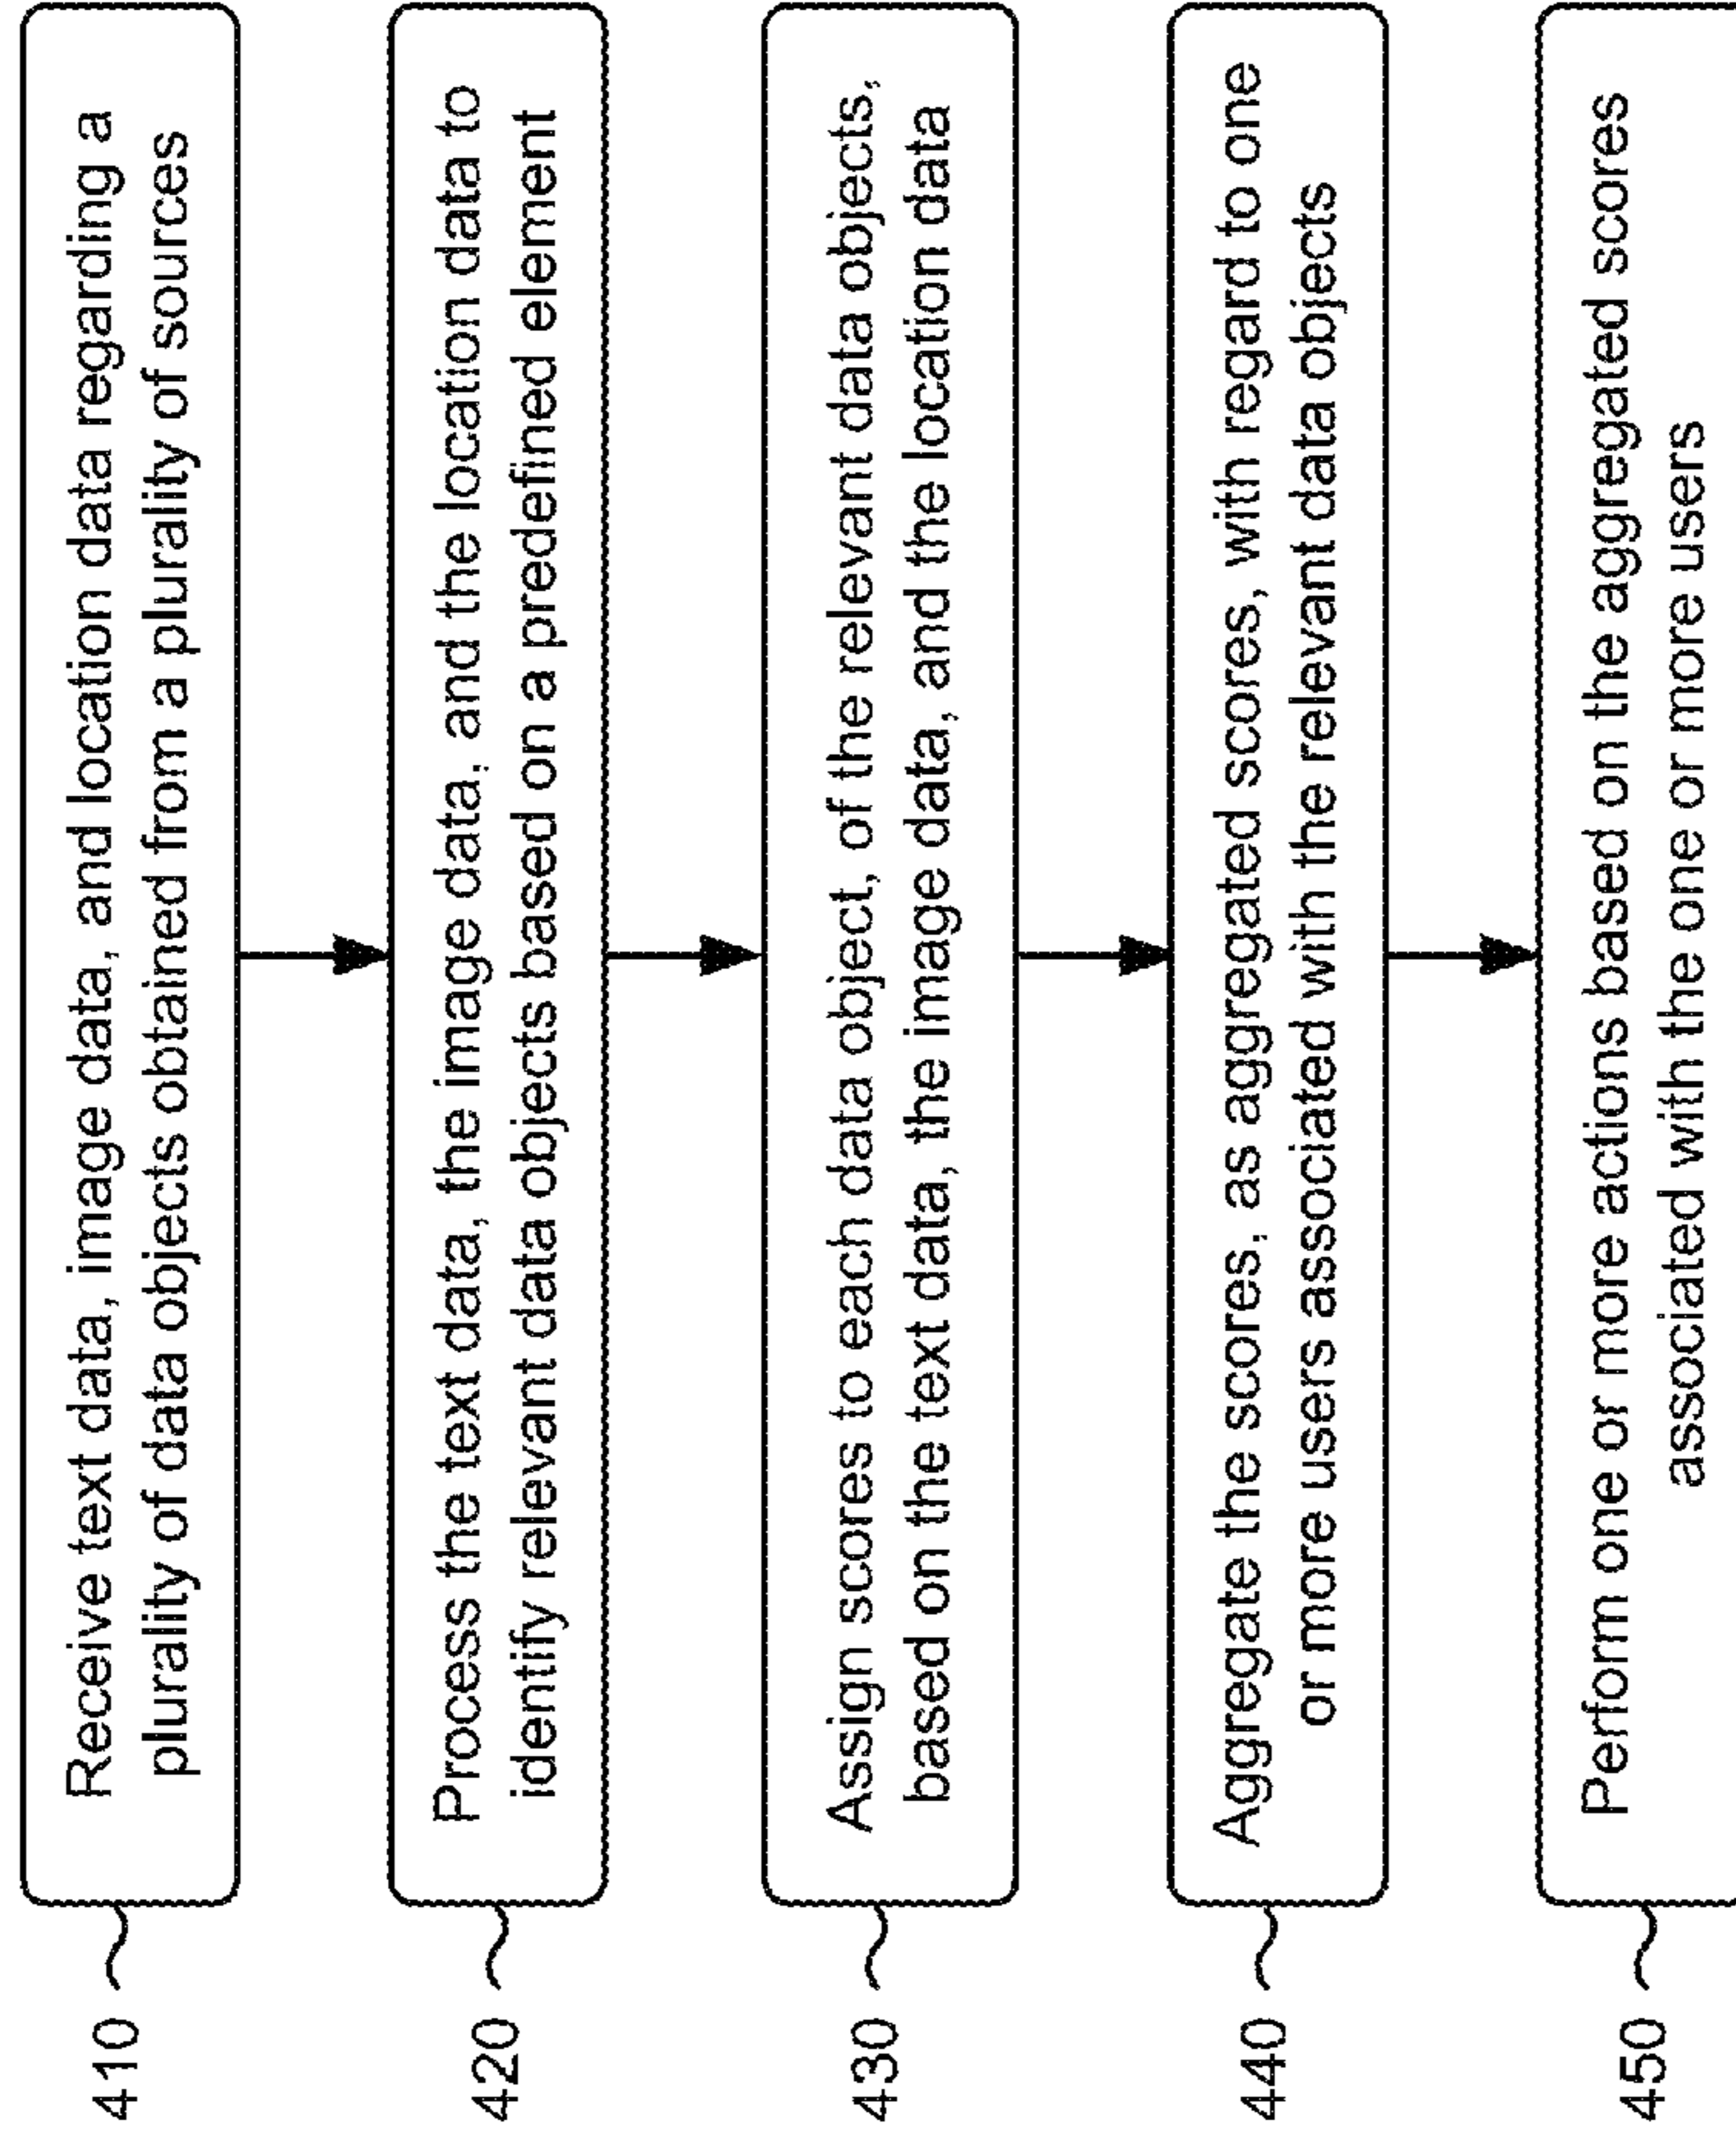 410
Receive text data, image data, and location data regarding a
plurality of data objects obtained from a plurality of sources
420
Process the text data, the image data, and the location data to
identify relevant data objects based on a predefined element
430
Assign scores to each data object, of the relevant data objects,
based on the text data, the image data, and the location data
440
Aggregate the scores, as aggregated scores, with regard to one
or more users associated with the relevant data objects
450
Perform one or more actions based on the aggregated scores
associated with the one or more users